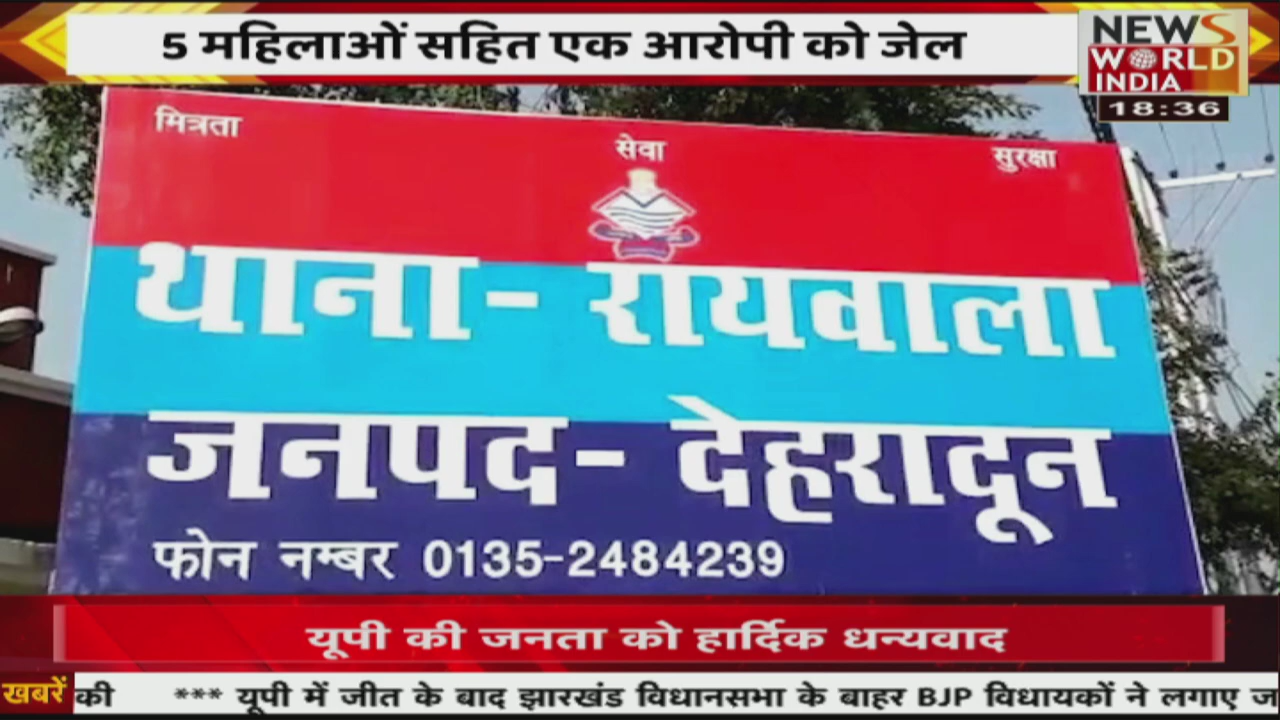 5 महिलाओं सहित एक आरोपी को जेल
NEWS
WORLD
INDIA
18:36
मित्रता
सेवा
सुरक्षा
थाना- रायवाला
जनपद- देहरादून
फोन नम्बर 0135-2484239
यूपी की जनता को हार्दिक धन्यवाद
खबरें की *** यूपी में जीत के बाद झारखंड विधानसभा के बाहर BJP विधायकों ने लगाए ज